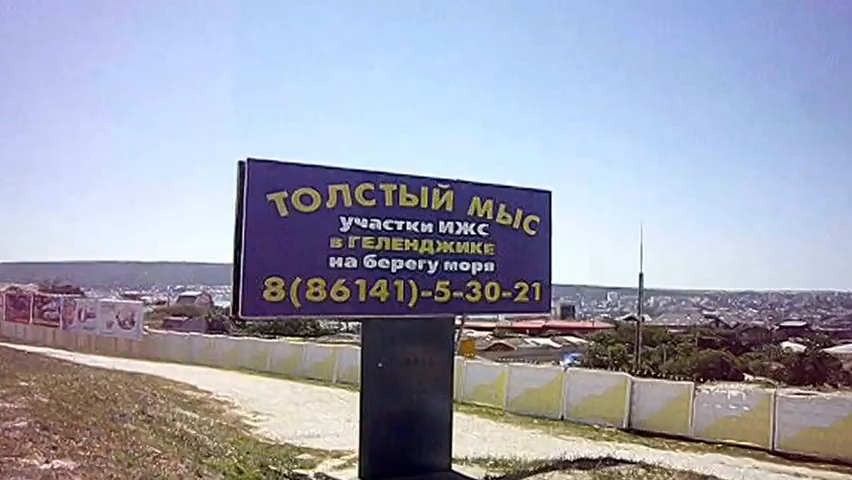 ТОЛСТЫЙ МЫС
участки ИЖС
в ГЕЛЕНДЖИКЕ
на берегу моря
8(86141)-5-30-21